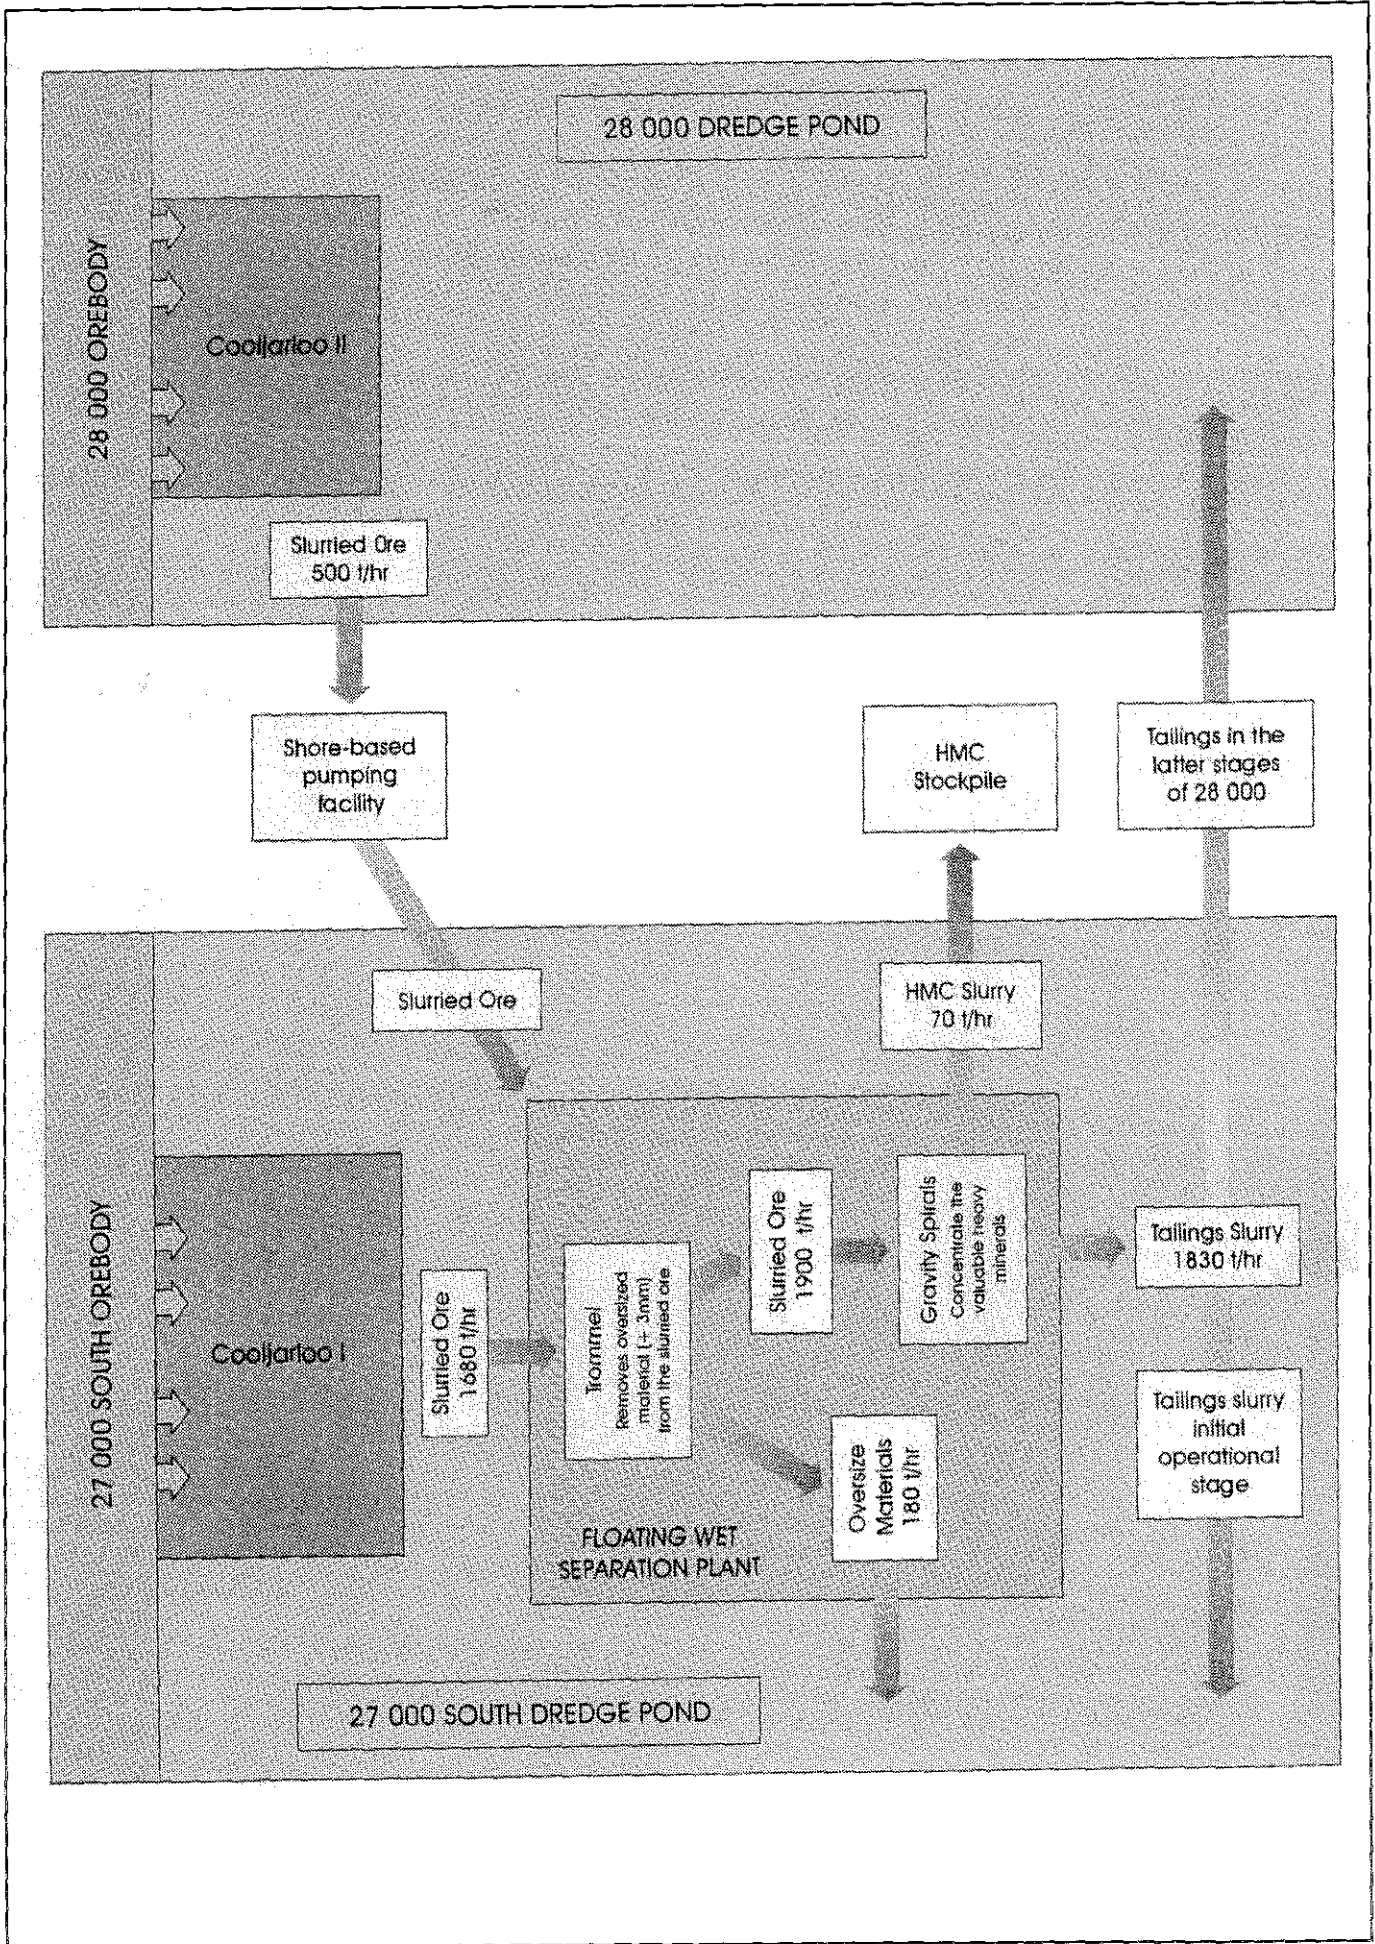 28 000 DREDGE POND
28 000 OREBODY
Cooljarloo II
Slurried Ore
500 t/hr
Shore-based
pumping
facility
HMC
Stockpile
Tailings in the
latter stages
of 28 000
Slurried Ore
HMC Slurry
70 t/hr
27 000 SOUTH OREBODY
Cooljarloo I
Slurried Ore
1680 t/hr
Trommel
Removes oversized
material (+ 3mm)
from the slurried ore
Slurried Ore
1900 t/hr
Gravity Spirals
Concentrate the
valuable heavy
minerals
Tailings Slurry
1830 t/hr
Oversize
Materials
180 t/hr
Tailings slurry
initial
operational
stage
FLOATING WET
SEPARATION PLANT
27 000 SOUTH DREDGE POND